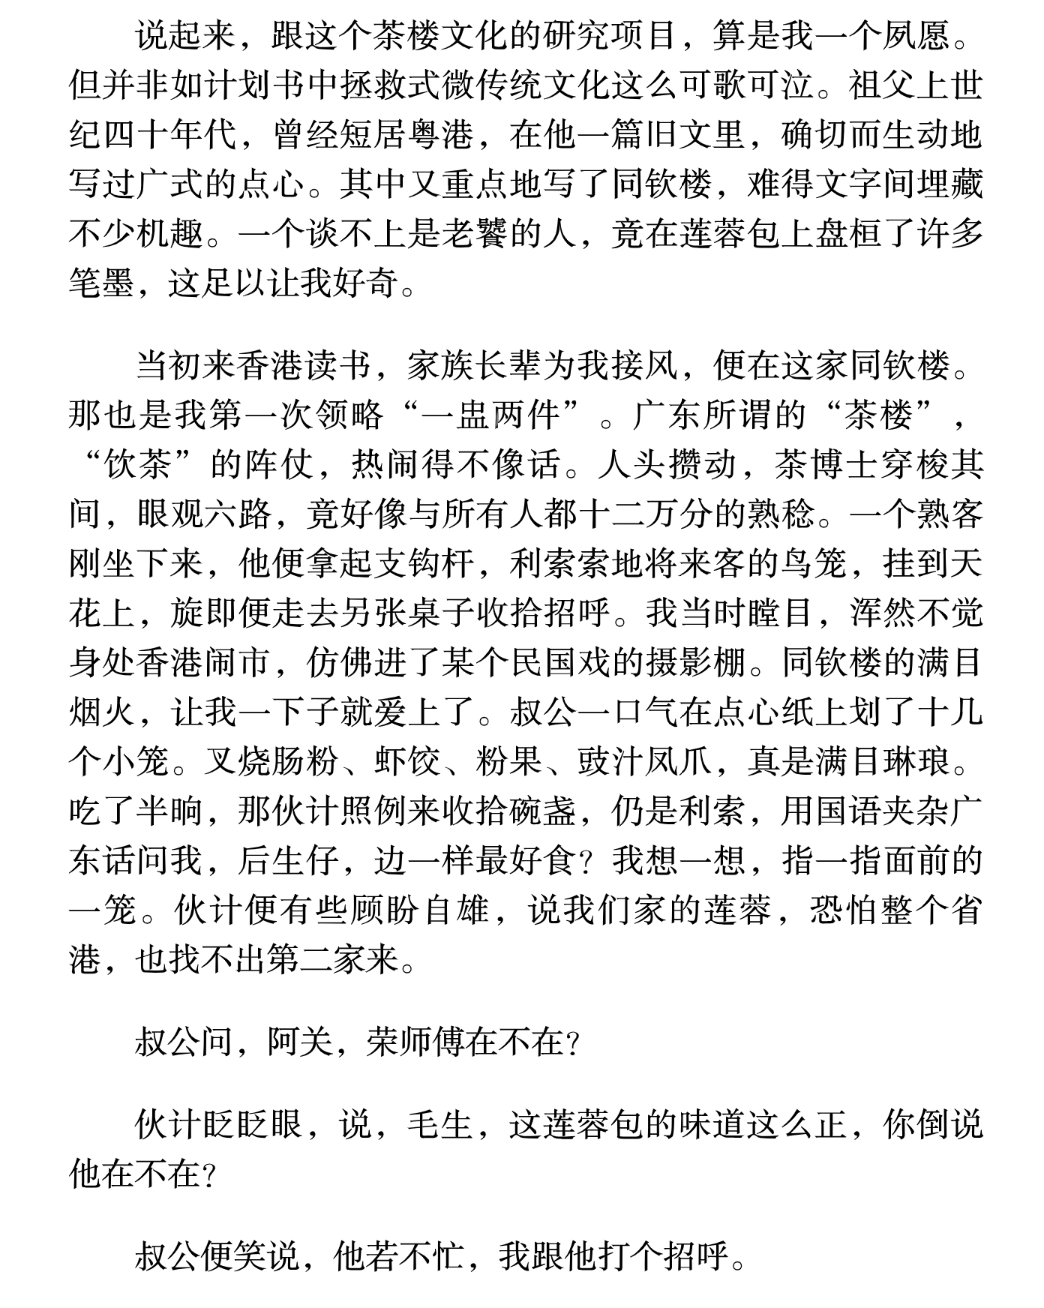 说起来，跟这个茶楼文化的研究项目，算是我一个夙愿。
但并非如计划书中拯救式微传统文化这么可歌可泣。祖父上世
纪四十年代，曾经短居粤港，在他一篇旧文里，确切而生动地
写过广式的点心。其中又重点地写了同钦楼，难得文字间埋藏
不少机趣。一个谈不上是老饕的人，竟在莲蓉包上盘桓了许多
笔墨，这足以让我好奇。
当初来香港读书，家族长辈为我接风，便在这家同钦楼。
那也是我第一次领略“一盅两件”。广东所谓的“茶楼”，
“饮茶”的阵仗，热闹得不像话。人头攒动，茶博士穿梭其
间，眼观六路，竟好像与所有人都十二万分的熟稔。一个熟客
刚坐下来，他便拿起支钩杆，利索索地将来客的鸟笼，挂到天
花上，旋即便走去另张桌子收拾招呼。我当时瞠目，浑然不觉
身处香港闹市，仿佛进了某个民国戏的摄影棚。同钦楼的满目
烟火，让我一下子就爱上了。叔公一口气在点心纸上划了十几
个小笼。叉烧肠粉、虾饺、粉果、豉汁凤爪，真是满目琳琅。
吃了半晌，那伙计照例来收拾碗盏，仍是利索，用国语夹杂广
东话问我，后生仔，边一样最好食？我想一想，指一指面前的
一笼。伙计便有些顾盼自雄，说我们家的莲蓉，恐怕整个省
港，也找不出第二家来。
叔公问，阿关，荣师傅在不在？
伙计眨眨眼，说，毛生，这莲蓉包的味道这么正，你倒说
他在不在？
叔公便笑说，他若不忙，我跟他打个招呼。